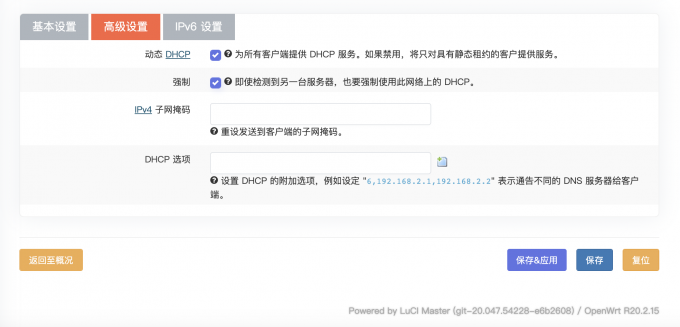 基本设置 高级设置 IPv6 设置
动态 DHCP 为所有客户端提供 DHCP 服务。如果禁用，将只对具有静态租约的客户提供服务。
强制 即使检测到另一台服务器，也要强制使用此网络上的 DHCP。
IPv4 子网掩码
重设发送到客户端的子网掩码。
DHCP 选项
设置 DHCP 的附加选项，例如设定 "6,192.168.2.1,192.168.2.2" 表示通告不同的 DNS 服务器给客户
端。
返回至概况 保存&应用 保存 复位
Powered by LuCI Master (git-20.047.54228-e6b2608) / OpenWrt R20.2.15